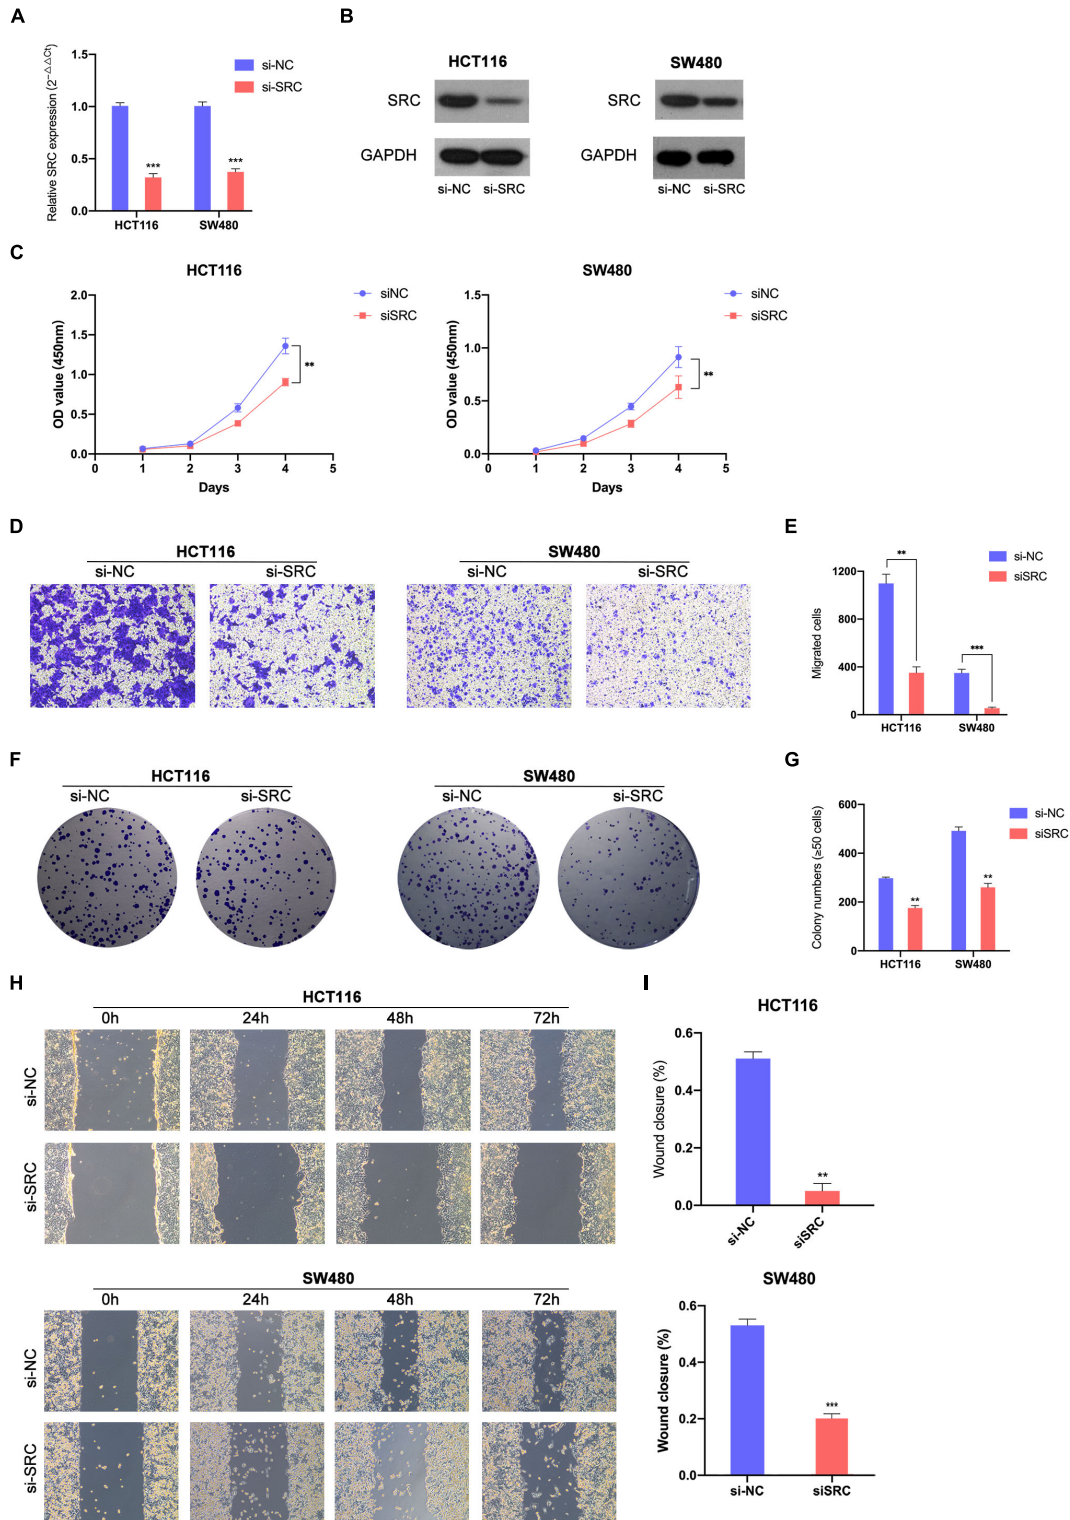 A
Relative SRC expression (2−△△Ct)
1.5
1.0
0.5
0.0
***
***
HCT116
SW480
si-NC
si-SRC
B
HCT116
SW480
SRC
SRC
GAPDH
GAPDH
si-NC si-SRC
si-NC si-SRC
C
HCT116
OD value (450nm)
2.0
1.5
1.0
0.5
0.0
0 1 2 3 4 5
Days
**
siNC
siSRC
SW480
OD value (450nm)
1.5
1.0
0.5
0.0
0 1 2 3 4 5
Days
**
siNC
siSRC
D
HCT116
si-NC si-SRC
SW480
si-NC si-SRC
E
Migrated cells
1200
800
400
0
**
***
HCT116
SW480
si-NC
siSRC
F
HCT116
si-NC si-SRC
SW480
si-NC si-SRC
G
Colony numbers (≥50 cells)
600
400
200
0
**
**
HCT116
SW480
si-NC
siSRC
H
HCT116
0h 24h 48h 72h
si-NC
si-SRC
SW480
0h 24h 48h 72h
si-NC
si-SRC
I
HCT116
Wound closure (%)
0.6
0.4
0.2
0.0
**
si-NC
siSRC
SW480
Wound closure (%)
0.6
0.4
0.2
0.0
***
si-NC
siSRC